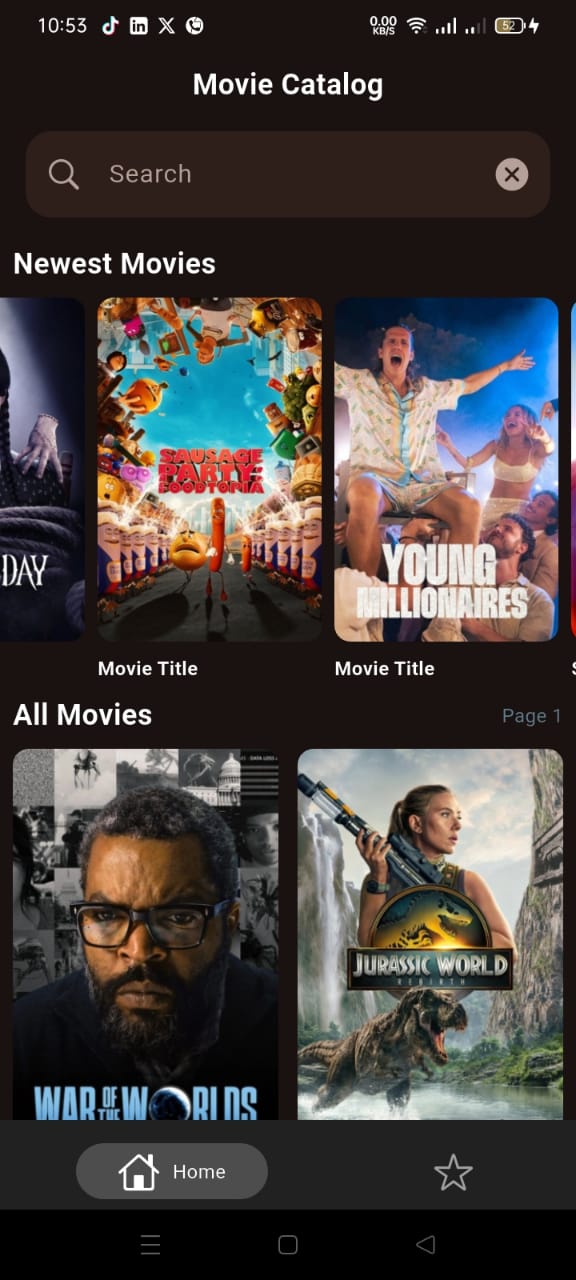 10:53
0.00
KB/S
52
Movie Catalog
Search
Newest Movies
DAY
SAUSAGE
PARTY:
FOODTOPIA
YOUNG
MILLIONAIRES
Movie Title
Movie Title
All Movies
Page 1
WAR OF THE WORLDS
JURASSIC WORLD
REBIRTH
Home